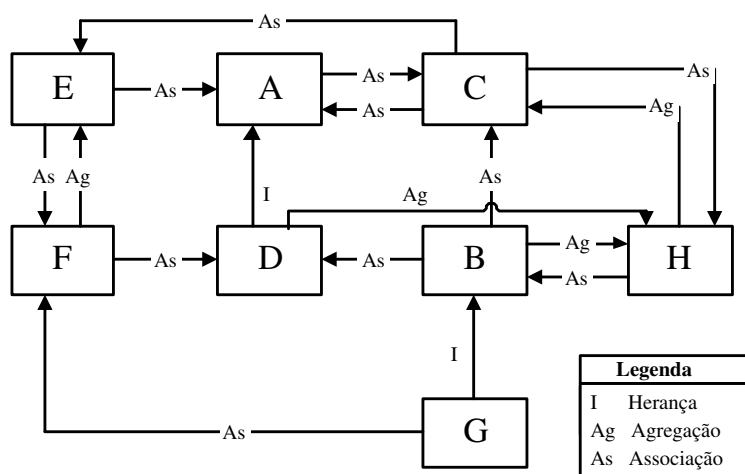 As
E
A
C
As
As
As
As
Ag
As
Ag
As
I
Ag
F
D
B
H
As
As
Ag
As
I
G
As
Legenda
I Herança
Ag Agregação
As Associação